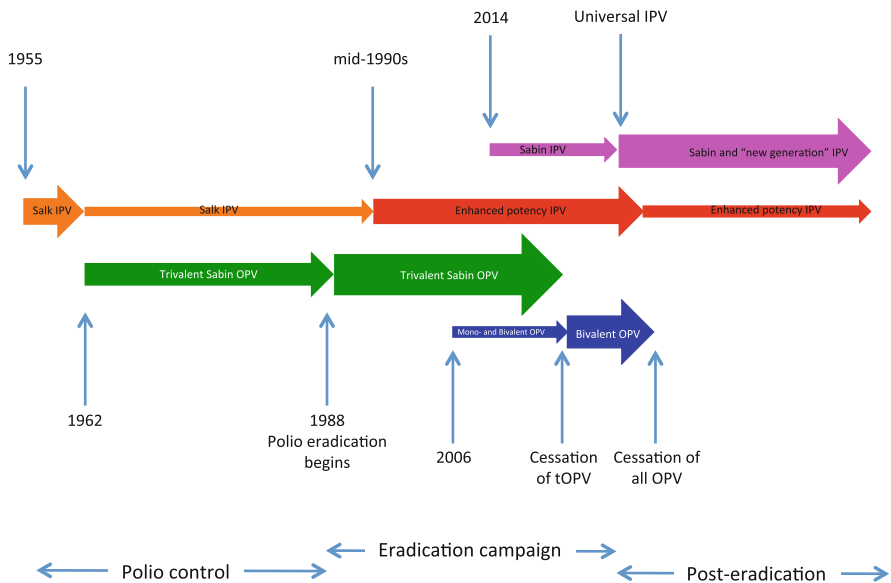 2014
Universal IPV
1955
mid-1990s
Sabin IPV
Sabin and “new generation” IPV
Salk IPV
Salk IPV
Enhanced potency IPV
Enhanced potency IPV
Trivalent Sabin OPV
Trivalent Sabin OPV
Mono- and Bivalent OPV
Bivalent OPV
1962
1988
Polio eradication
begins
2006
Cessation
of tOPV
Cessation of
all OPV
Eradication campaign
Polio control
Post-eradication